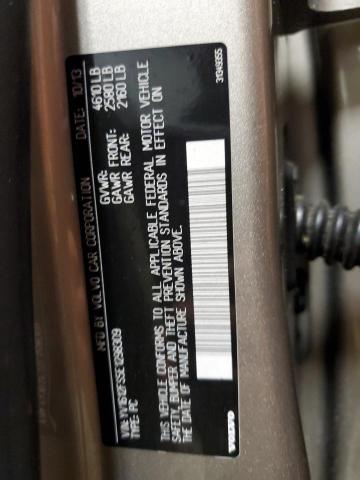 MFD BY VOLVO CAR CORPORATION DATE: 10/13
GVWR: 4610 LB
GAWR FRONT: 2580 LB
GAWR REAR: 2160 LB
THIS VEHICLE CONFORMS TO ALL APPLICABLE FEDERAL MOTOR VEHICLE
SAFETY, BUMPER AND THEFT PREVENTION STANDARDS IN EFFECT ON
THE DATE OF MANUFACTURE SHOWN ABOVE.
VIN:
TYPE: PC
VOLVO
31349355